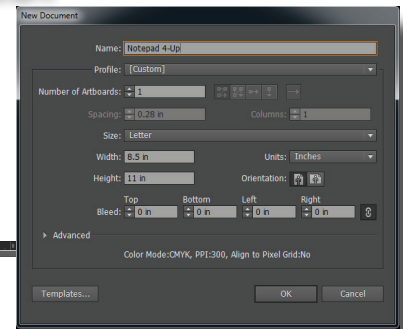 New Document
Name: Notepad 4-Up
Profile: [Custom]
Number of Artboards: 1
Spacing: 0.28 in Columns: 1
Size: Letter
Width: 8.5 in Units: Inches
Height: 11 in Orientation:
Top Bottom Left Right
Bleed: 0 in 0 in 0 in 0 in
Advanced
Color Mode:CMYK, PPI:300, Align to Pixel Grid:No
Templates... OK Cancel